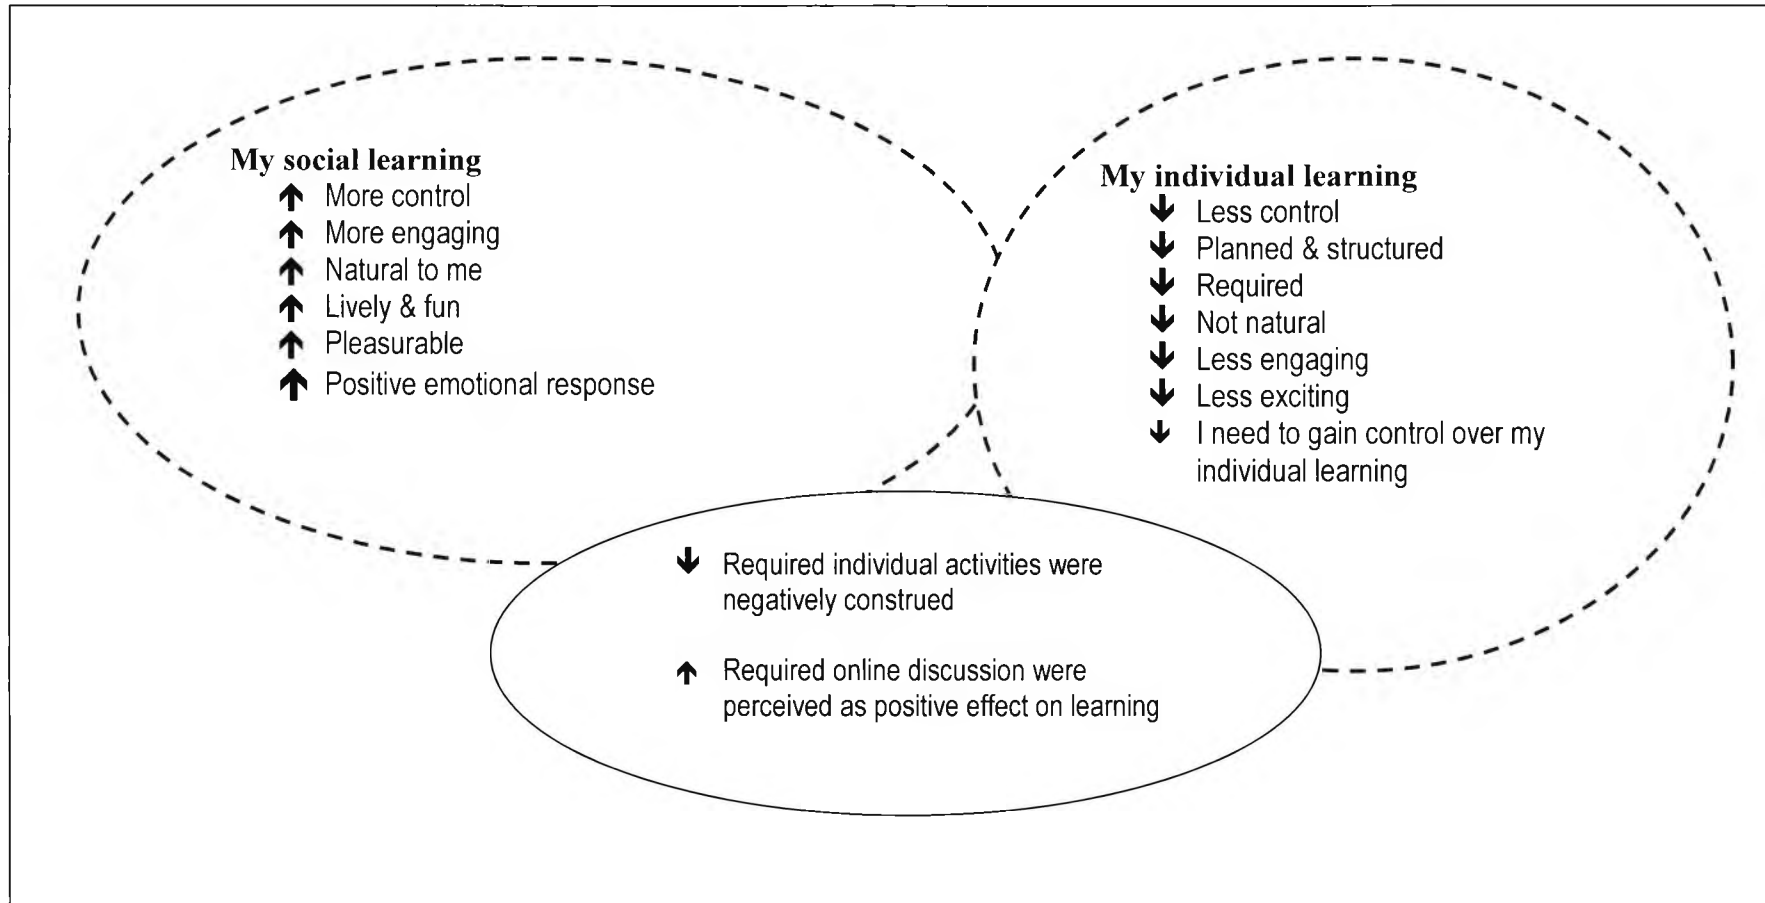 My social learning
↑ More control
↑ More engaging
↑ Natural to me
↑ Lively & fun
↑ Pleasurable
↑ Positive emotional response
My individual learning
↓ Less control
↓ Planned & structured
↓ Required
↓ Not natural
↓ Less engaging
↓ Less exciting
↓ I need to gain control over my
individual learning
↓ Required individual activities were
negatively construed
↑ Required online discussion were
perceived as positive effect on learning